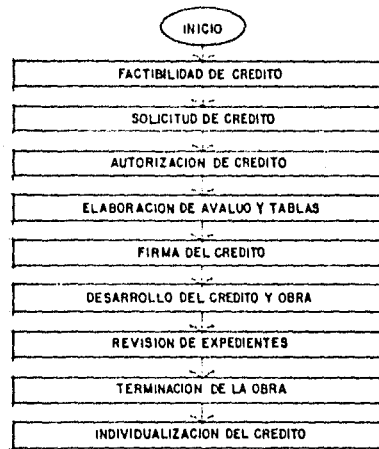 INICIO
FACTIBILIDAD DE CREDITO
SOLICITUD DE CREDITO
AUTORIZACION DE CREDITO
ELABORACION DE AVALUO Y TABLAS
FIRMA DEL CREDITO
DESARROLLO DEL CREDITO Y OBRA
REVISION DE EXPEDIENTES
TERMINACION DE LA OBRA
INDIVIDUALIZACION DEL CREDITO